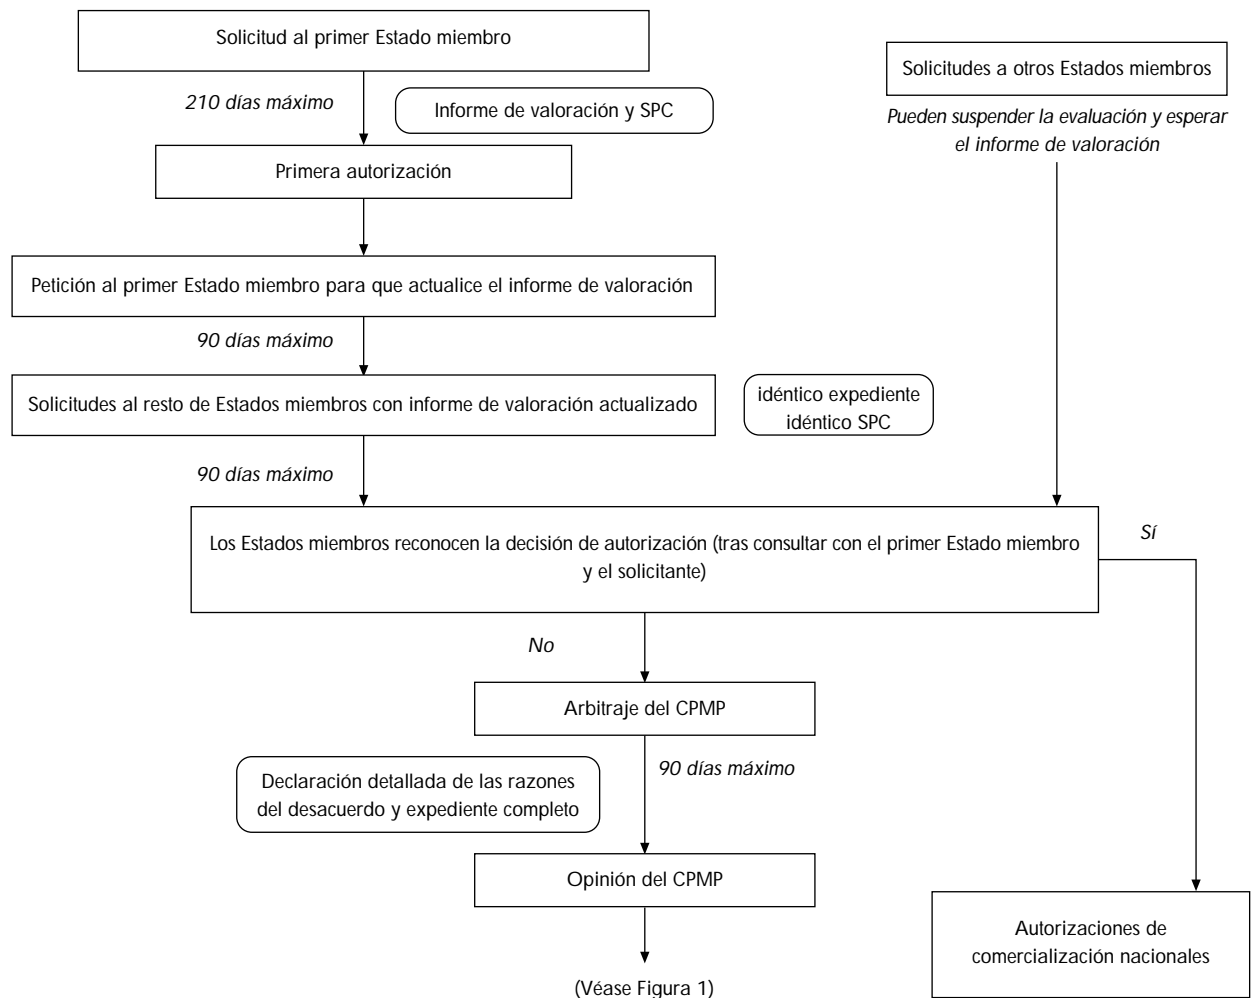 Solicitud al primer Estado miembro
Solicitudes a otros Estados miembros
210 días máximo
Informe de valoración y SPC
Pueden suspender la evaluación y esperar
el informe de valoración
Primera autorización
Petición al primer Estado miembro para que actualice el informe de valoración
90 días máximo
Solicitudes al resto de Estados miembros con informe de valoración actualizado
idéntico expediente
idéntico SPC
90 días máximo
Los Estados miembros reconocen la decisión de autorización (tras consultar con el primer Estado miembro
y el solicitante)
Sí
No
Arbitraje del CPMP
90 días máximo
Declaración detallada de las razones
del desacuerdo y expediente completo
Opinión del CPMP
Autorizaciones de
comercialización nacionales
(Véase Figura 1)